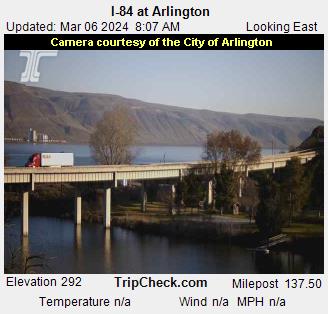 I-84 at Arlington
Updated: Mar 06 2024 8:07 AM Looking East
Camera courtesy of the City of Arlington
Elevation 292 TripCheck.com Milepost 137.50
Temperature n/a Wind n/a MPH n/a